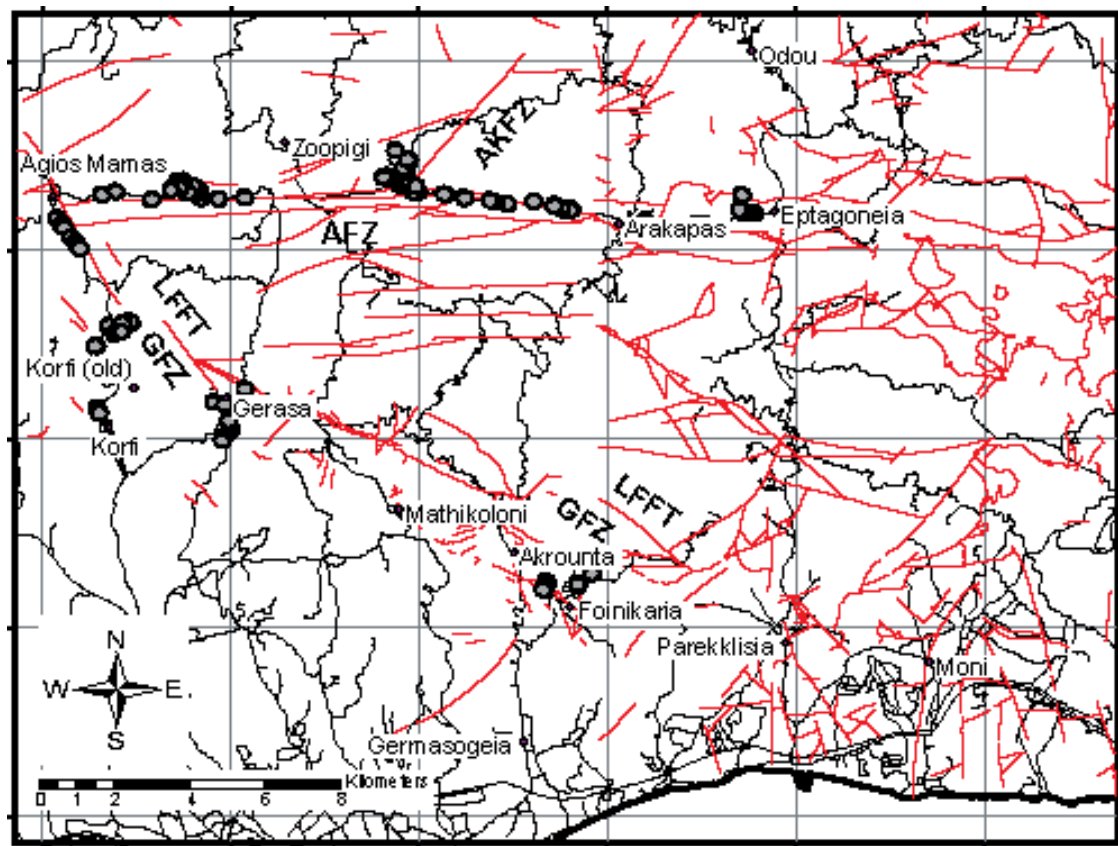 Odou
AKFZ
Zoopigi
Agios Mamas
Eptagoneia
Arakapas
AFZ
LFFT
GFZ
Korfi (old)
Gerasa
Korfi
LFFT
GFZ
Mathikoloni
Akrounta
Foinikaria
Parekklisia
Moni
N
W E
S
Germasogeia
Kilometers
0 1 2 4 6 8